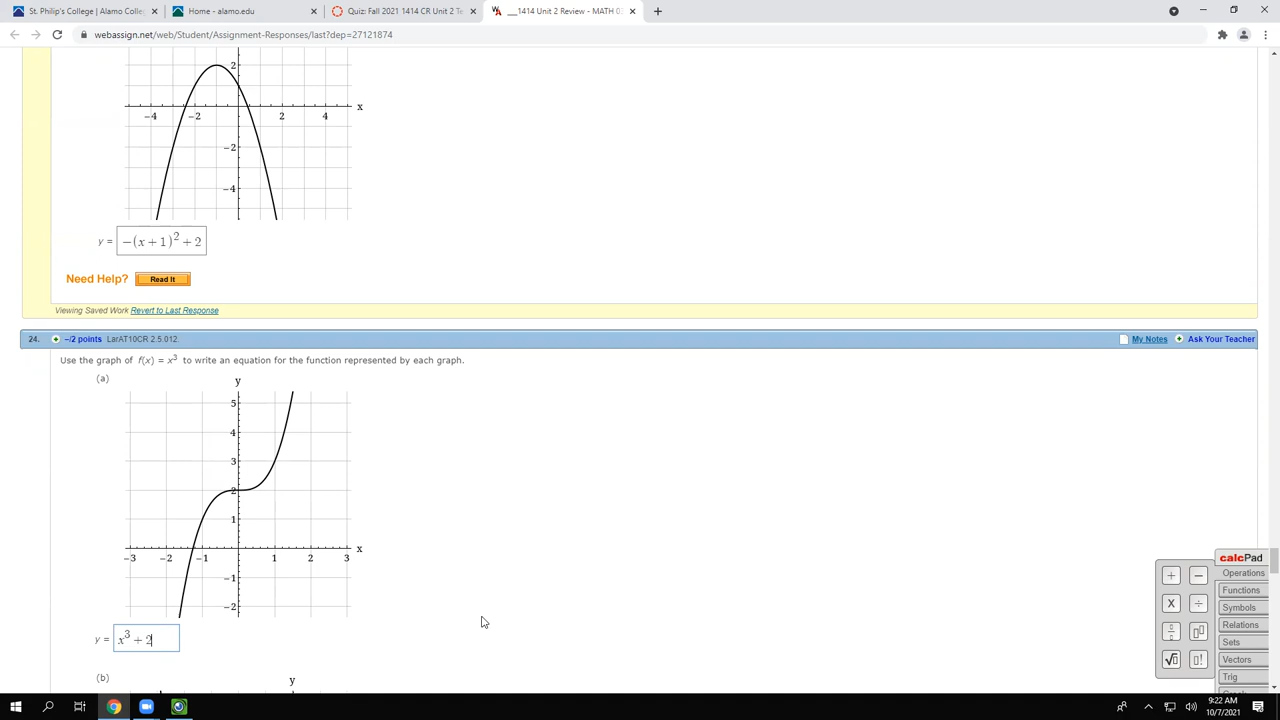 St. Philip's College | Alamo Colleg
Home - alamo.edu
Quiz: Fall 2021 1414 CR Unit 2 Te
__1414 Unit 2 Review - MATH 03
webassign.net/web/Student/Assignment-Responses/last?dep=27121874
2
x
−4
−2
2
4
−2
−4
y = −(x + 1)² + 2
Need Help? Read It
Viewing Saved Work Revert to Last Response
24. −/2 points LarAT10CR 2.5.012. My Notes Ask Your Teacher
Use the graph of f(x) = x³ to write an equation for the function represented by each graph.
(a)
y
5
4
3
2
1
x
−3
−2
−1
1
2
3
−1
−2
y = x³ + 2
(b)
y
calcPad
Operations
Functions
Symbols
Relations
Sets
Vectors
Trig
+
−
X
÷
9:22 AM
10/7/2021